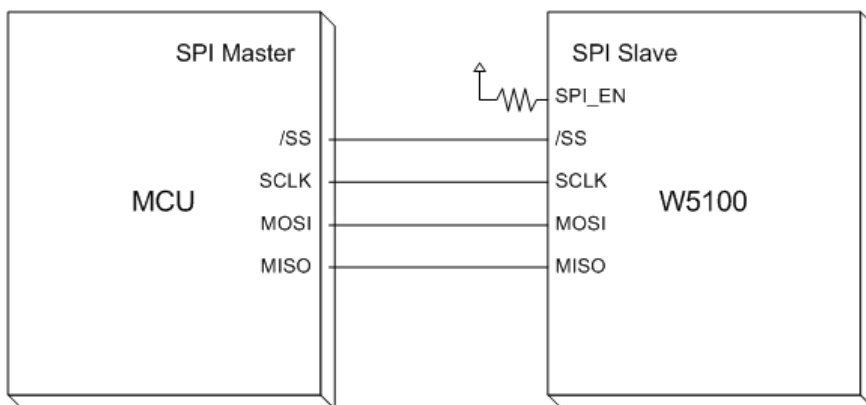 SPI Master
/SS
SCLK
MCU
MOSI
MISO
SPI Slave
SPI_EN
/SS
SCLK
W5100
MOSI
MISO